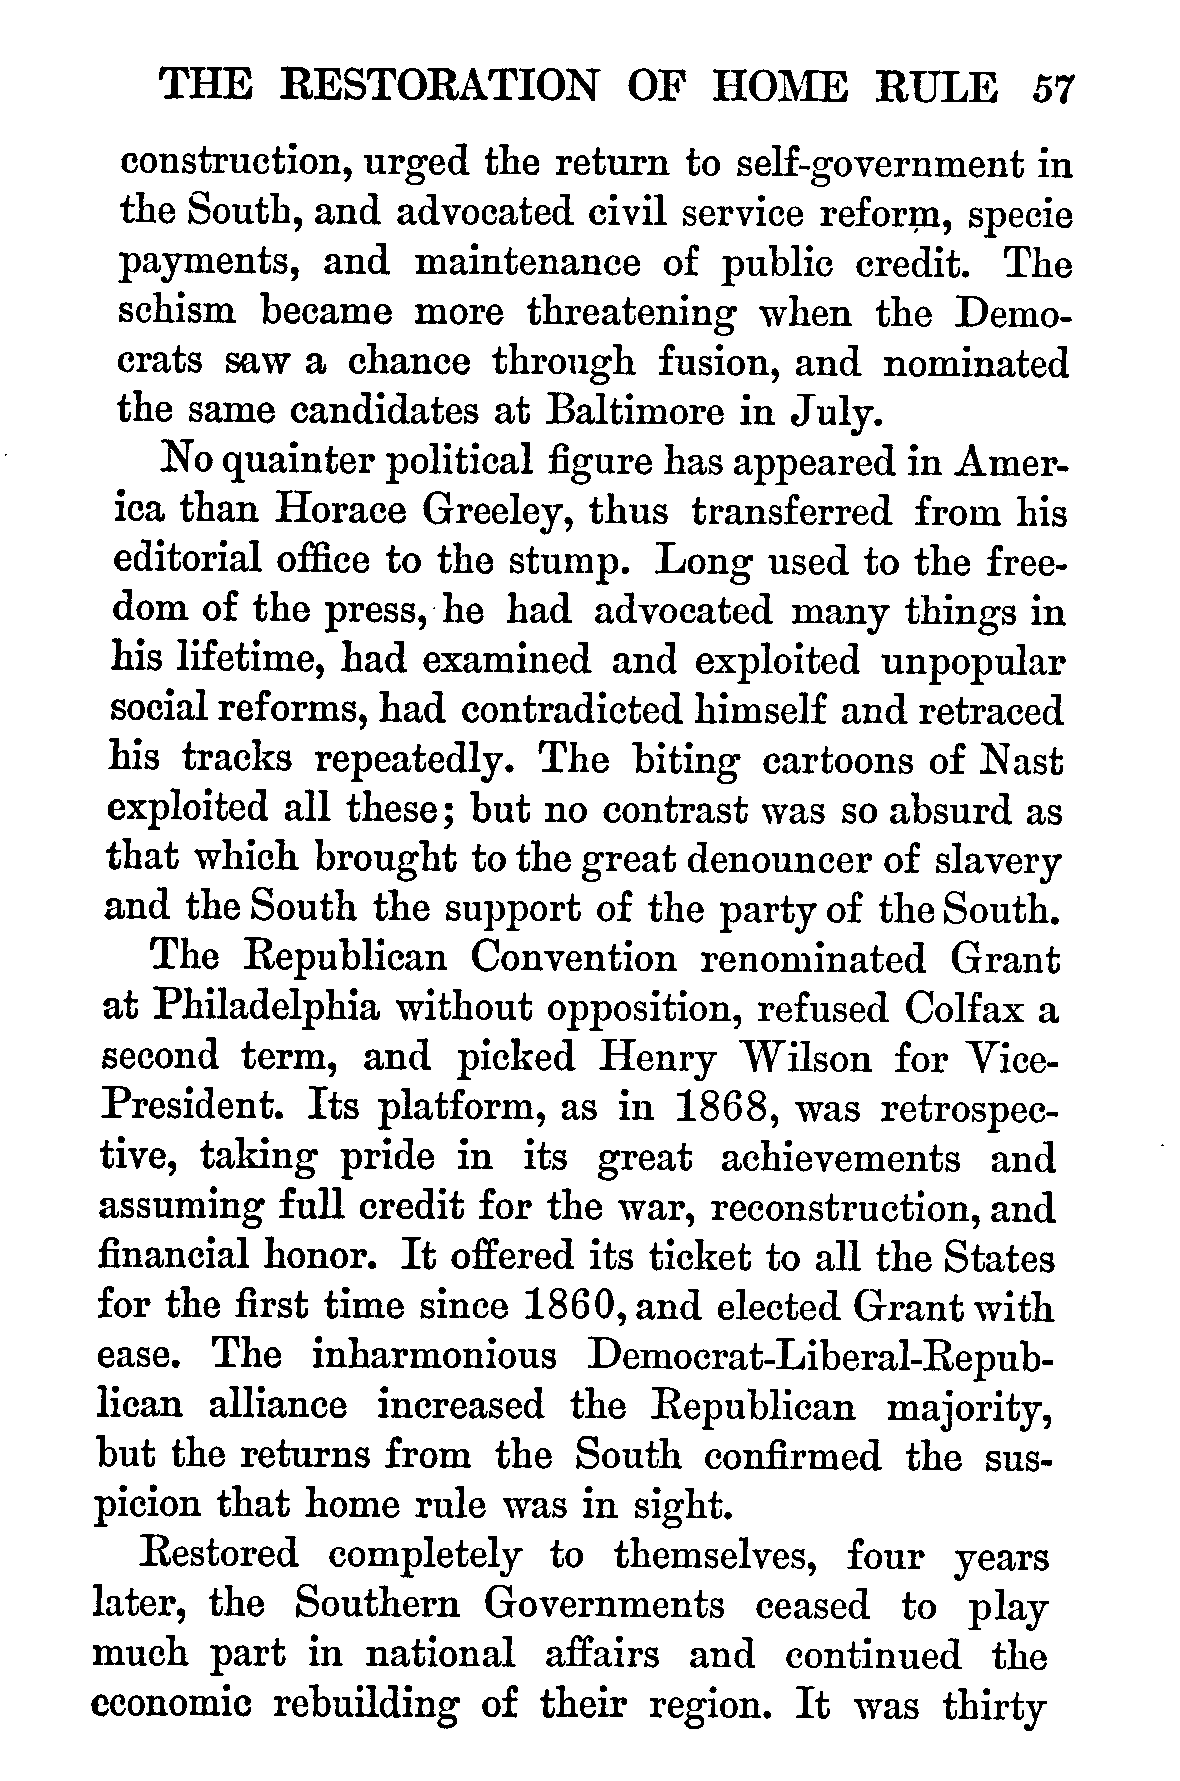 THE RESTORATION OF HOME RULE 57
construction, urged the return to self-government in
the South, and advocated civil service reform, specie
payments, and maintenance of public credit. The
schism became more threatening when the Demo-
crats saw a chance through fusion, and nominated
the same candidates at Baltimore in July.
No quainter political figure has appeared in Amer-
ica than Horace Greeley, thus transferred from his
editorial office to the stump. Long used to the free-
dom of the press, he had advocated many things in
his lifetime, had examined and exploited unpopular
social reforms, had contradicted himself and retraced
his tracks repeatedly. The biting cartoons of Nast
exploited all these; but no contrast was so absurd as
that which brought to the great denouncer of slavery
and the South the support of the party of the South.
The Republican Convention renominated Grant
at Philadelphia without opposition, refused Colfax a
second term, and picked Henry Wilson for Vice-
President. Its platform, as in 1868, was retrospec-
tive, taking pride in its great achievements and
assuming full credit for the war, reconstruction, and
financial honor. It offered its ticket to all the States
for the first time since 1860, and elected Grant with
ease. The inharmonious Democrat-Liberal-Repub-
lican alliance increased the Republican majority,
but the returns from the South confirmed the sus-
picion that home rule was in sight.
Restored completely to themselves, four years
later, the Southern Governments ceased to play
much part in national affairs and continued the
economic rebuilding of their region. It was thirty